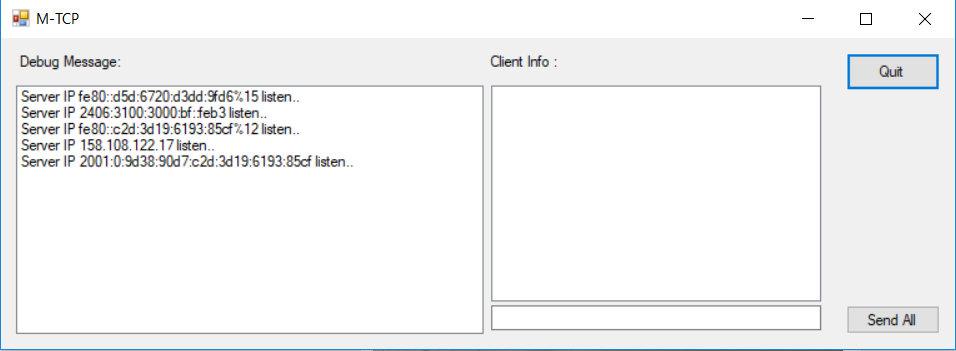 M-TCP
Debug Message:
Client Info :
Quit
Server IP fe80::d5d:6720:d3dd:9fd6%15 listen..
Server IP 2406:3100:3000:bf::feb3 listen..
Server IP fe80::c2d:3d19:6193:85cf%12 listen..
Server IP 158.108.122.17 listen..
Server IP 2001:0:9d38:90d7:c2d:3d19:6193:85cf listen..
Send All